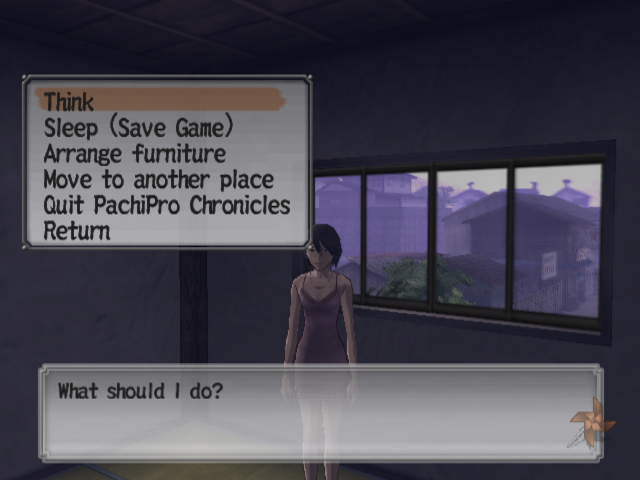 Think
Sleep (Save Game)
Arrange furniture
Move to another place
Quit PachiPro Chronicles
Return
What should I do?